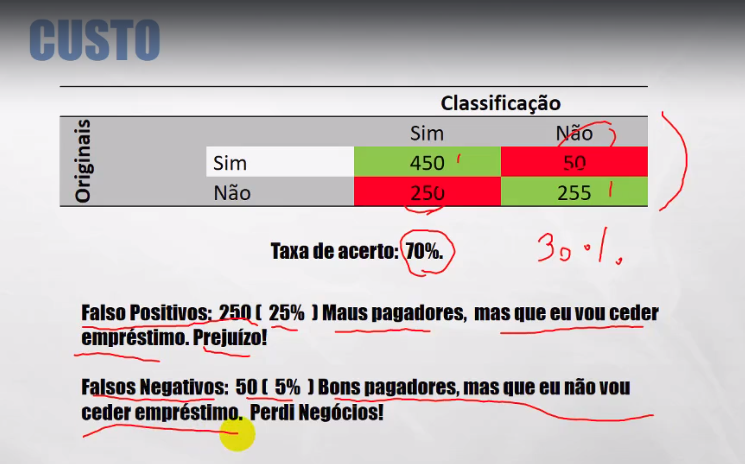 CUSTO
Classificação
Originais
Sim Não
Sim 450 50
Não 250 255
Taxa de acerto: 70%.
30%.
Falso Positivos: 250 ( 25% ) Maus pagadores, mas que eu vou ceder
empréstimo. Prejuízo!
Falsos Negativos: 50 ( 5% ) Bons pagadores, mas que eu não vou
ceder empréstimo. Perdi Negócios!